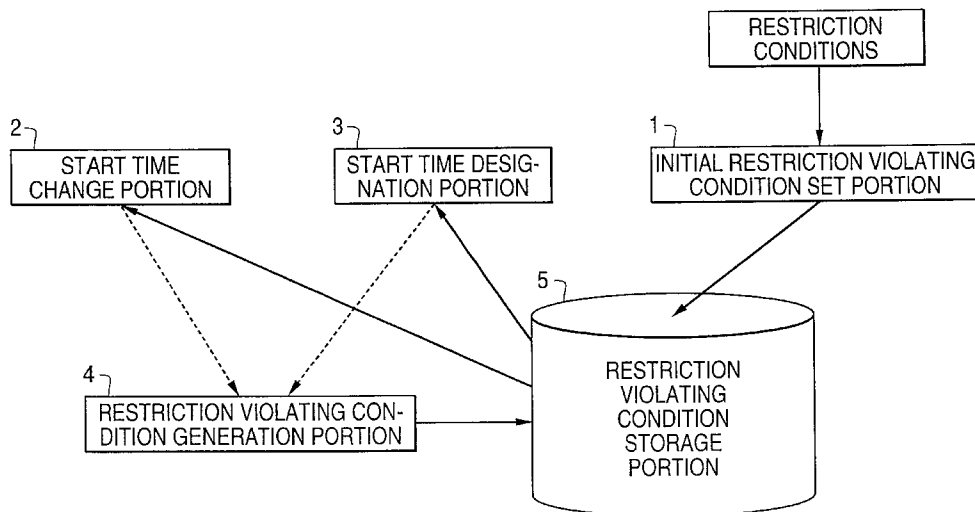 RESTRICTION
CONDITIONS
2
START TIME
CHANGE PORTION
3
START TIME DESIG-
NATION PORTION
1
INITIAL RESTRICTION VIOLATING
CONDITION SET PORTION
5
RESTRICTION
VIOLATING
CONDITION
STORAGE
PORTION
4
RESTRICTION VIOLATING CON-
DITION GENERATION PORTION